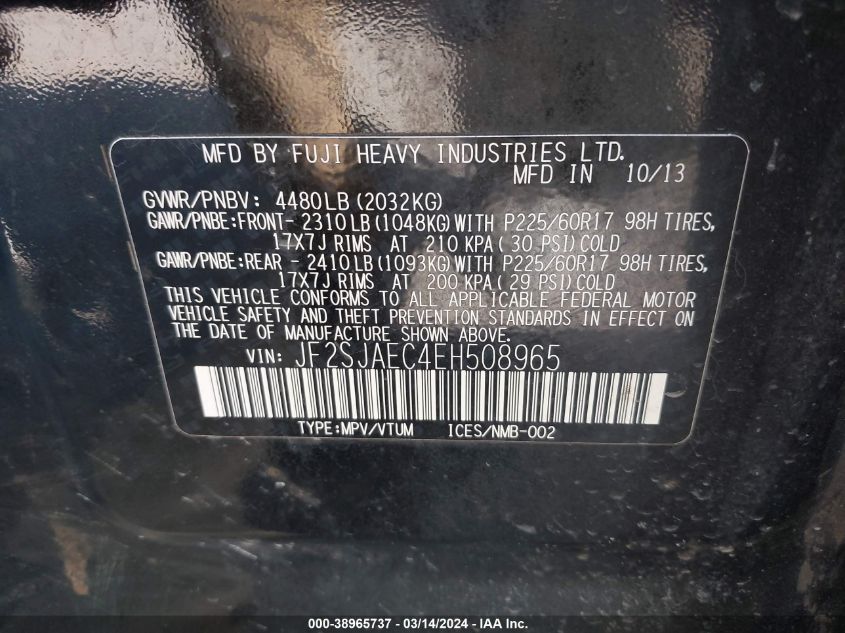 MFD BY FUJI HEAVY INDUSTRIES LTD.
MFD IN 10/13
GVWR/PNBV: 4480LB (2032KG)
GAWR/PNBE:FRONT- 2310LB (1048KG) WITH P225/60R17 98H TIRES,
17X7J RIMS AT 210 KPA ( 30 PSI) COLD
GAWR/PNBE:REAR - 2410LB (1093KG) WITH P225/60R17 98H TIRES,
17X7J RIMS AT 200 KPA ( 29 PSI) COLD
THIS VEHICLE CONFORMS TO ALL APPLICABLE FEDERAL MOTOR
VEHICLE SAFETY AND THEFT PREVENTION STANDARDS IN EFFECT ON
THE DATE OF MANUFACTURE SHOWN ABOVE.
VIN: JF2SJAEC4EH508965
TYPE:MPV/VTUM ICES/NMB-002
000-38965737 - 03/14/2024 - IAA Inc.